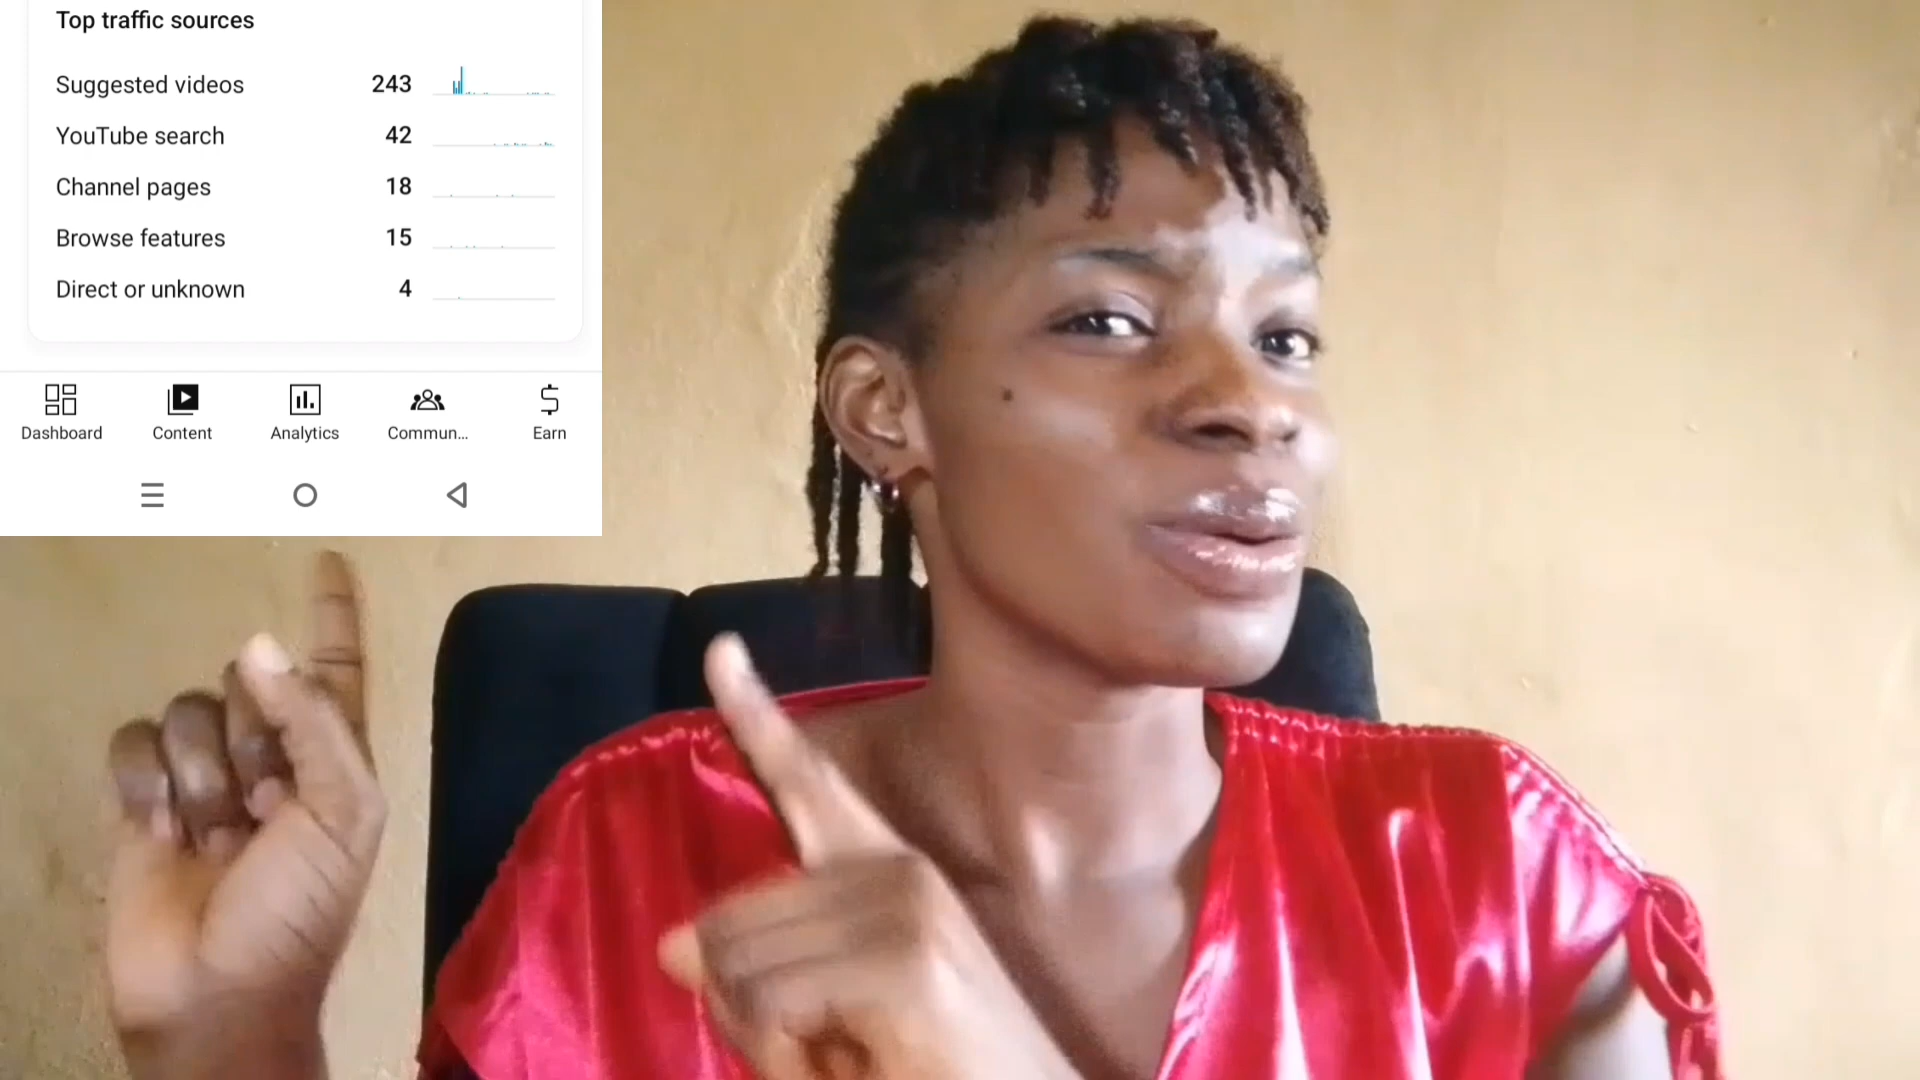 Top traffic sources
Suggested videos 243
YouTube search 42
Channel pages 18
Browse features 15
Direct or unknown 4
Dashboard Content Analytics Commun... Earn